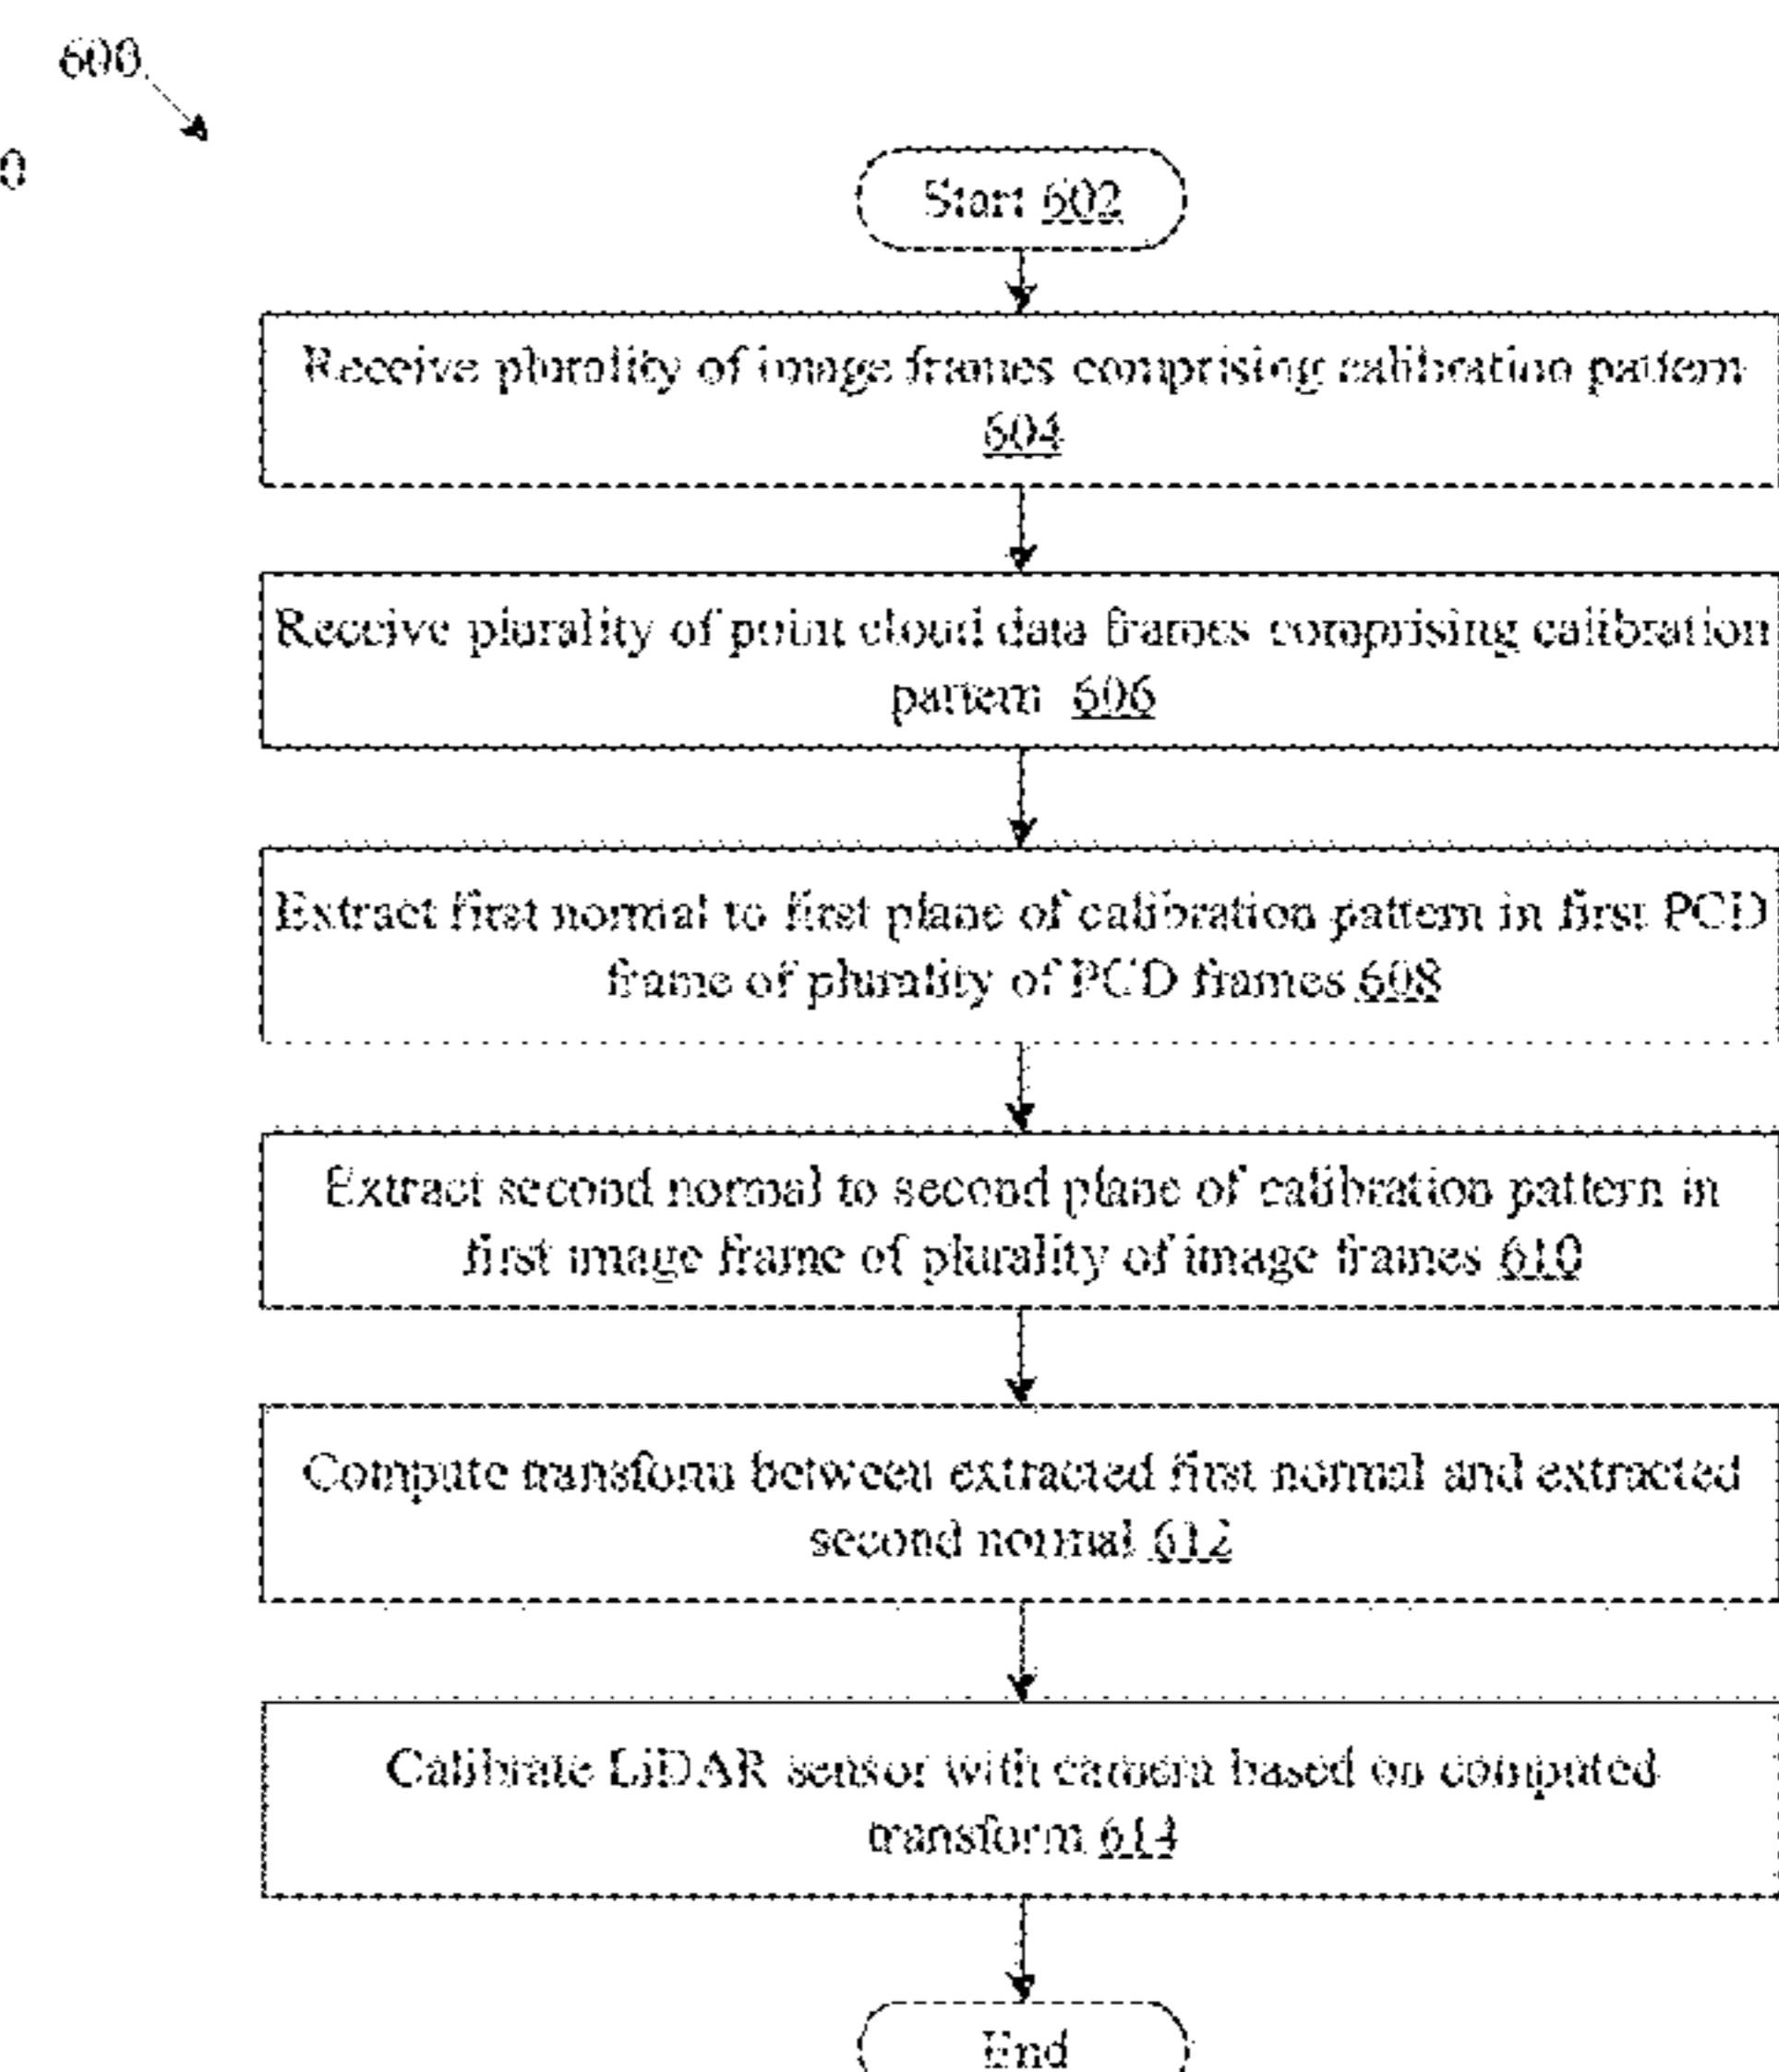 600
0
Start 602
Receive plurality of image frames comprising calibration pattern
604
Receive plurality of point cloud data frames comprising calibration
pattern 606
Extract first normal to first plane of calibration pattern in first PCD
frame of plurality of PCD frames 608
Extract second normal to second plane of calibration pattern in
first image frame of plurality of image frames 610
Compute transform between extracted first normal and extracted
second normal 612
Calibrate LiDAR sensor with camera based on computed
transform 614
End